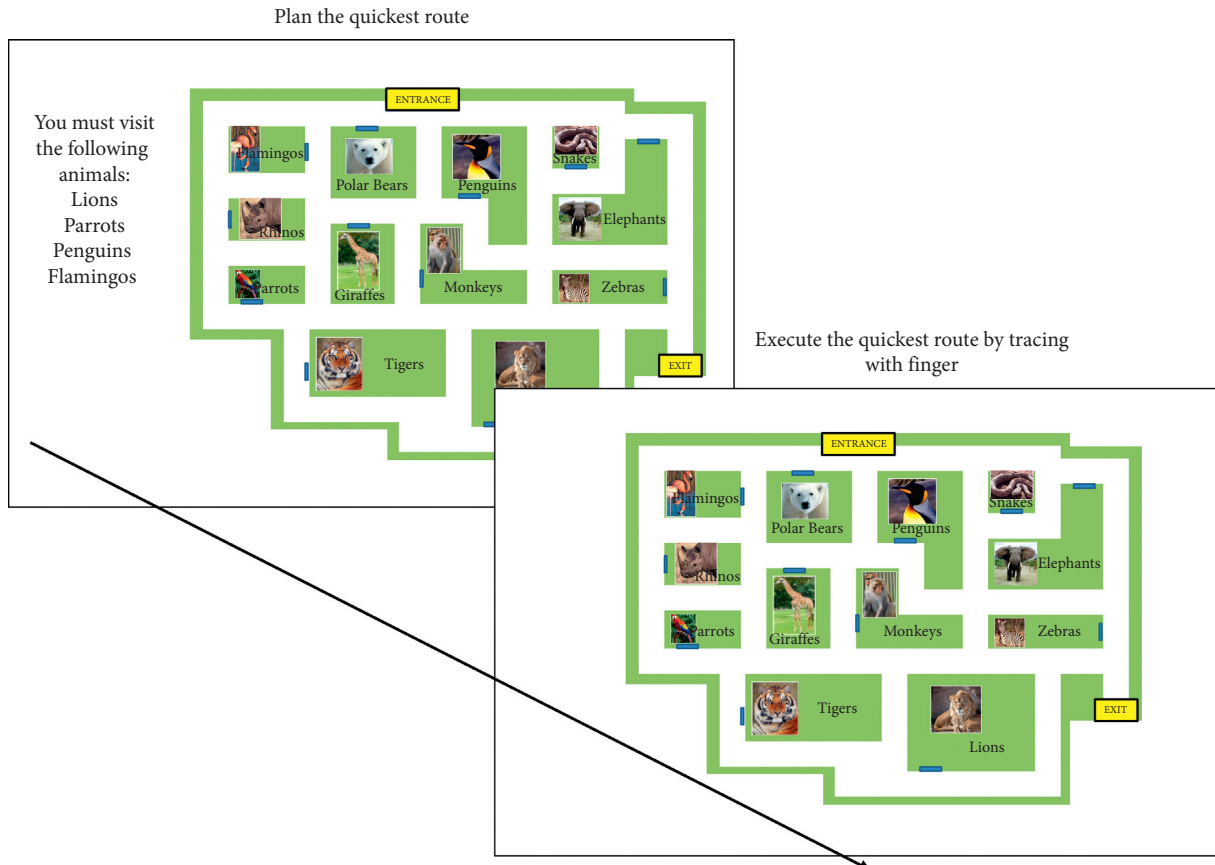 Plan the quickest route
You must visit
the following
animals:
Lions
Parrots
Penguins
Flamingos
ENTRANCE
Flamingos
Polar Bears
Penguins
Snakes
Rhinos
Elephants
Parrots
Giraffes
Monkeys
Zebras
Tigers
EXIT
Execute the quickest route by tracing
with finger
ENTRANCE
Flamingos
Polar Bears
Penguins
Snakes
Rhinos
Elephants
Parrots
Giraffes
Monkeys
Zebras
Tigers
Lions
EXIT